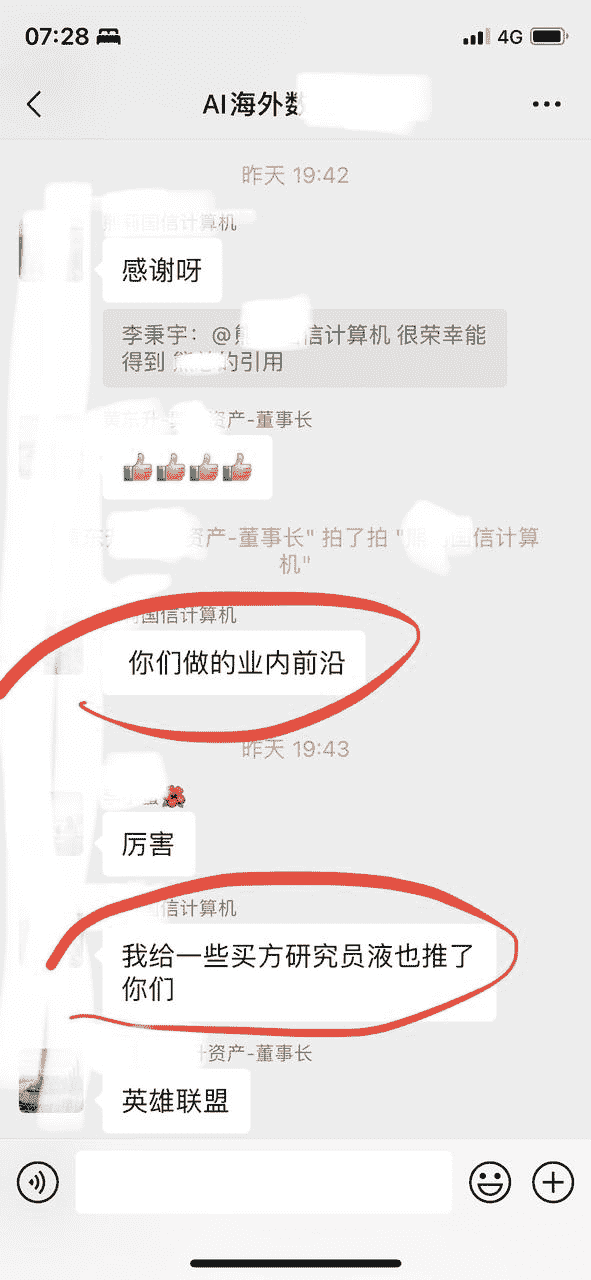 07:28
4G
AI海外数
昨天 19:42
国信计算机
感谢呀
李秉宇：@熊 信计算机 很荣幸能
得到 的引用
资产-董事长
资产-董事长" 拍了拍 " 国信计算
机"
国信计算机
你们做的业内前沿
昨天 19:43
厉害
信计算机
我给一些买方研究员液也推了
你们
资产-董事长
英雄联盟